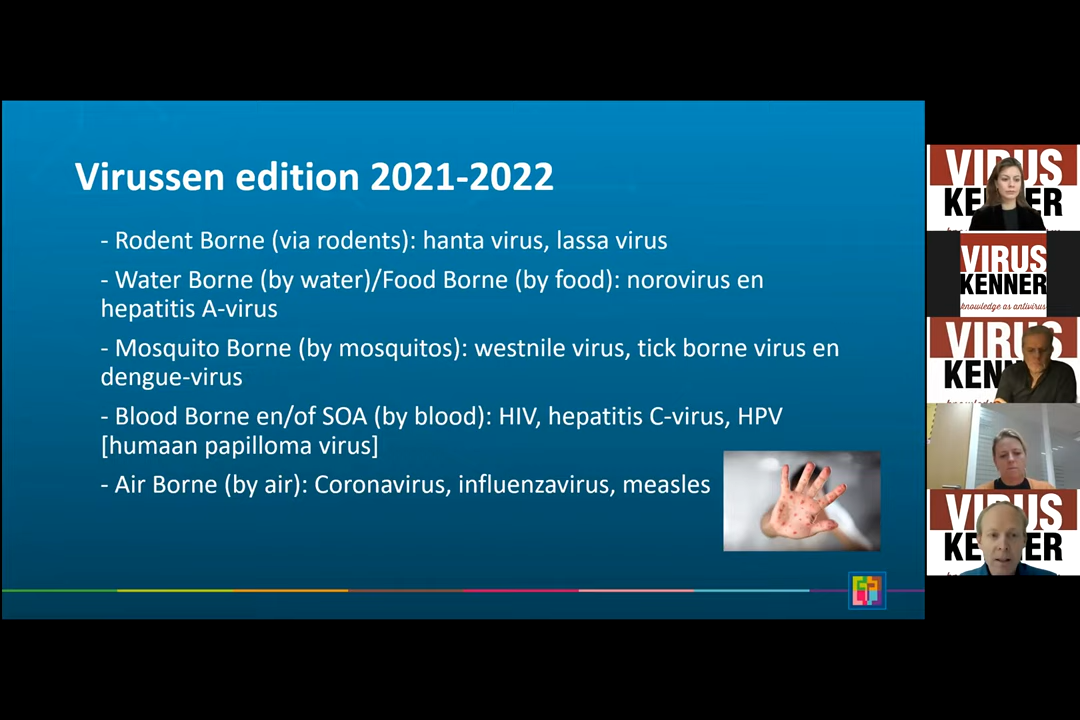 Virussen edition 2021-2022
- Rodent Borne (via rodents): hanta virus, lassa virus
- Water Borne (by water)/Food Borne (by food): norovirus en
hepatitis A-virus
- Mosquito Borne (by mosquitos): westnile virus, tick borne virus en
dengue-virus
- Blood Borne en/of SOA (by blood): HIV, hepatitis C-virus, HPV
[humaan papilloma virus]
- Air Borne (by air): Coronavirus, influenzavirus, measles
VIRUS
KENNER
VIRUS
KENNER
knowledge as antivirus
VIRUS
KENNER
VIRUS
KENNER